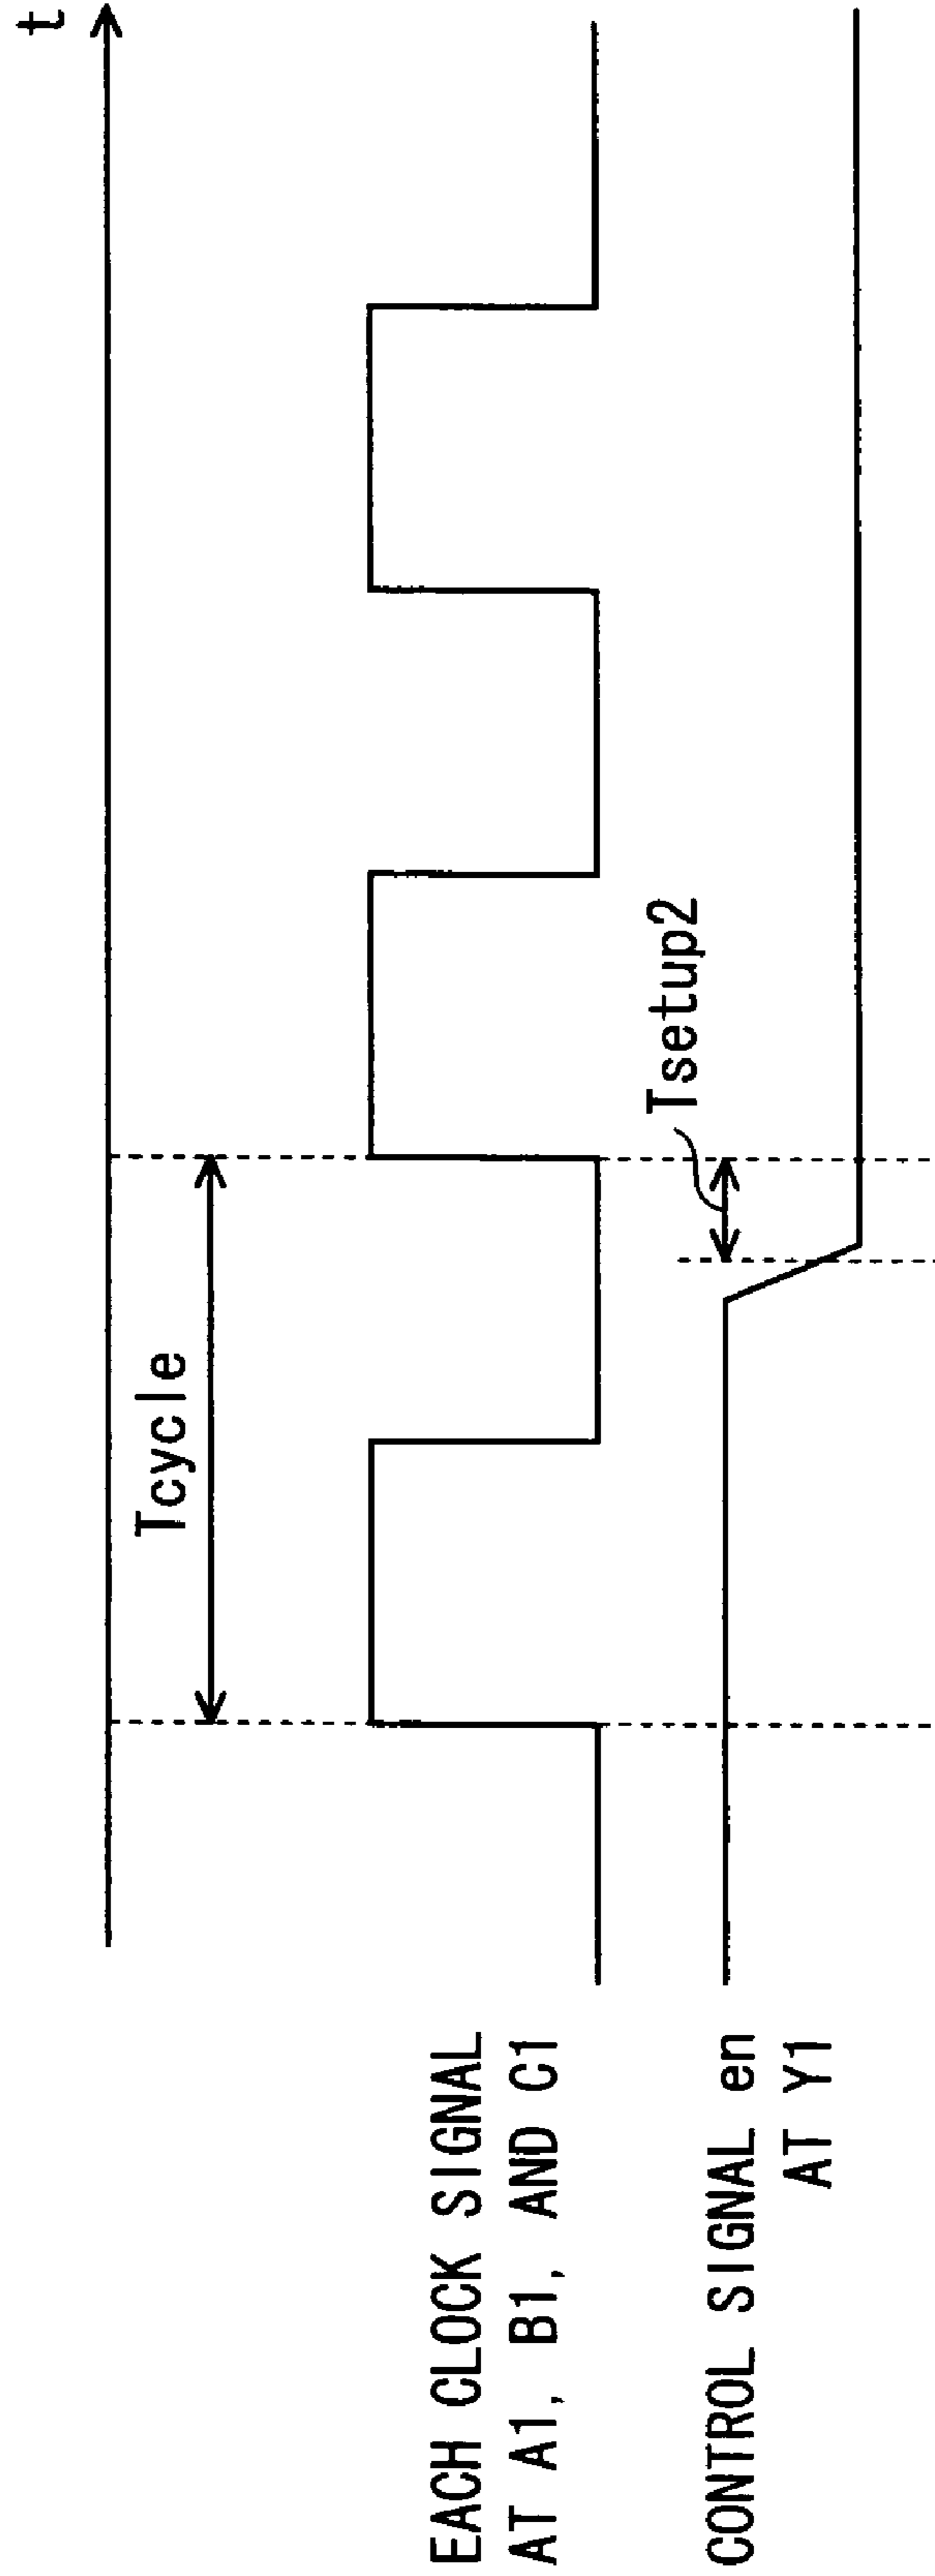 t
Tcycle
EACH CLOCK SIGNAL
AT A1, B1, AND C1
Tsetup2
CONTROL SIGNAL en
AT Y1